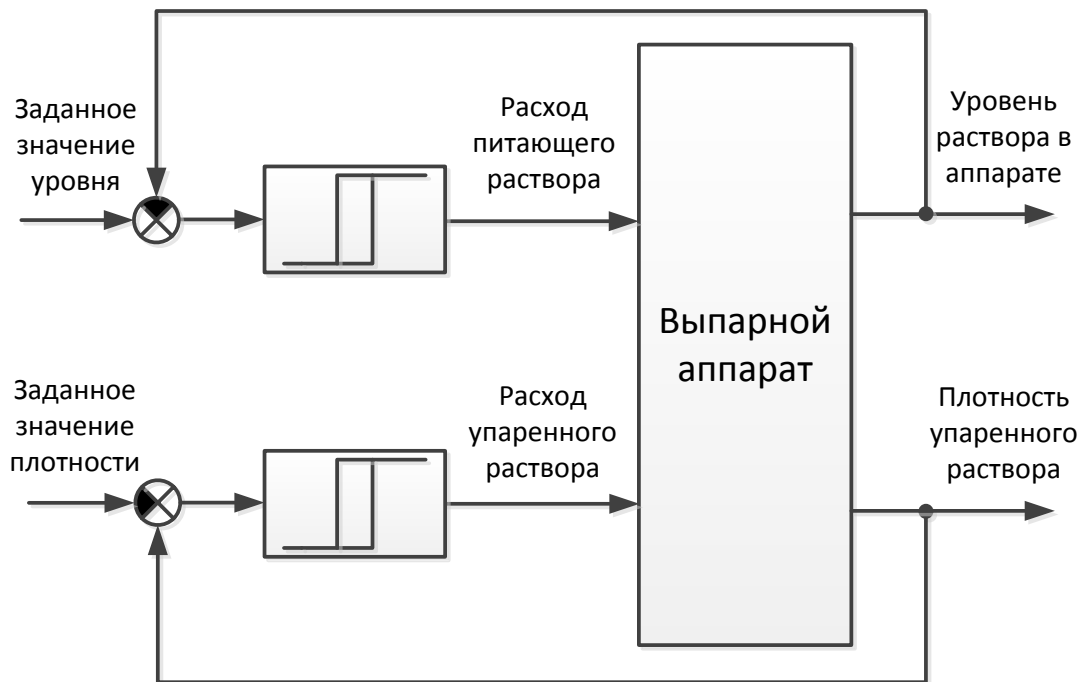 Заданное
значение
уровня
Расход
питающего
раствора
Уровень
раствора в
аппарате
Выпарной
аппарат
Заданное
значение
плотности
Расход
упаренного
раствора
Плотность
упаренного
раствора